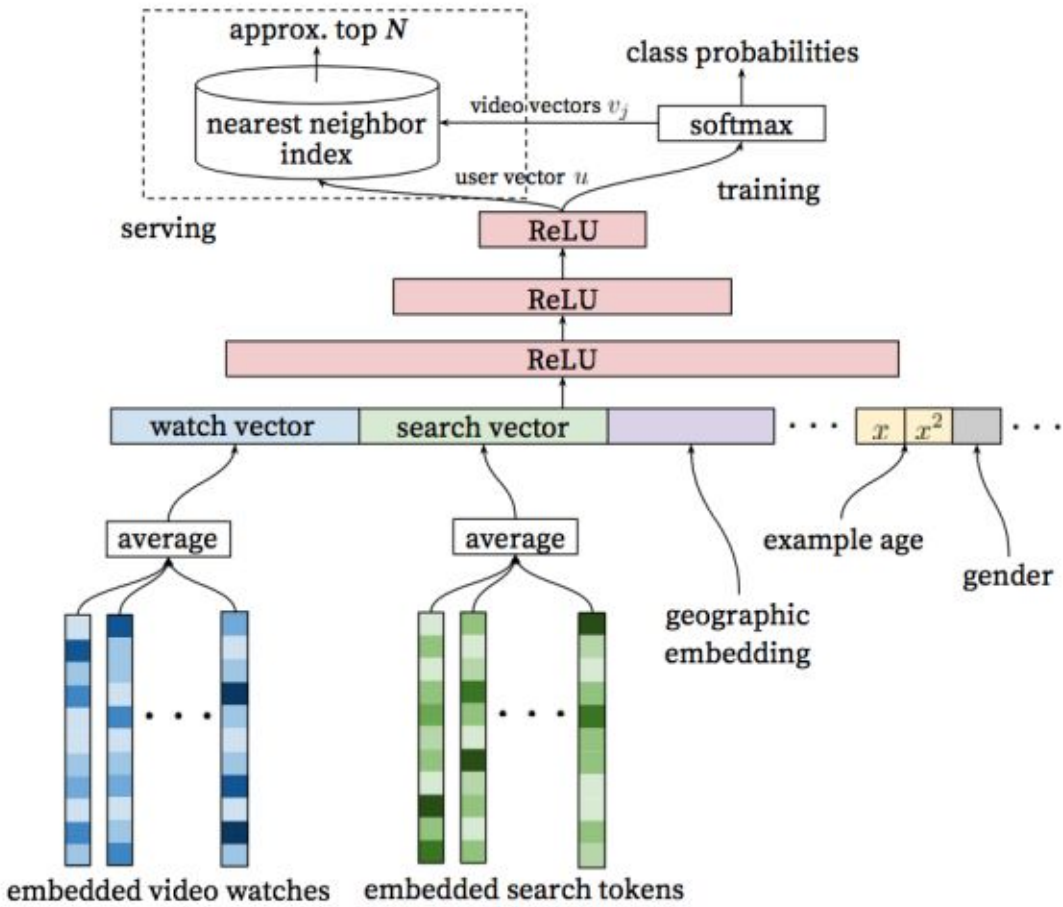 approx. top N
class probabilities
nearest neighbor
index
video vectors v_j
softmax
user vector u
training
serving
ReLU
ReLU
ReLU
watch vector
search vector
. . .
x
x²
. . .
average
average
example age
gender
geographic
embedding
. . .
. . .
embedded video watches
embedded search tokens